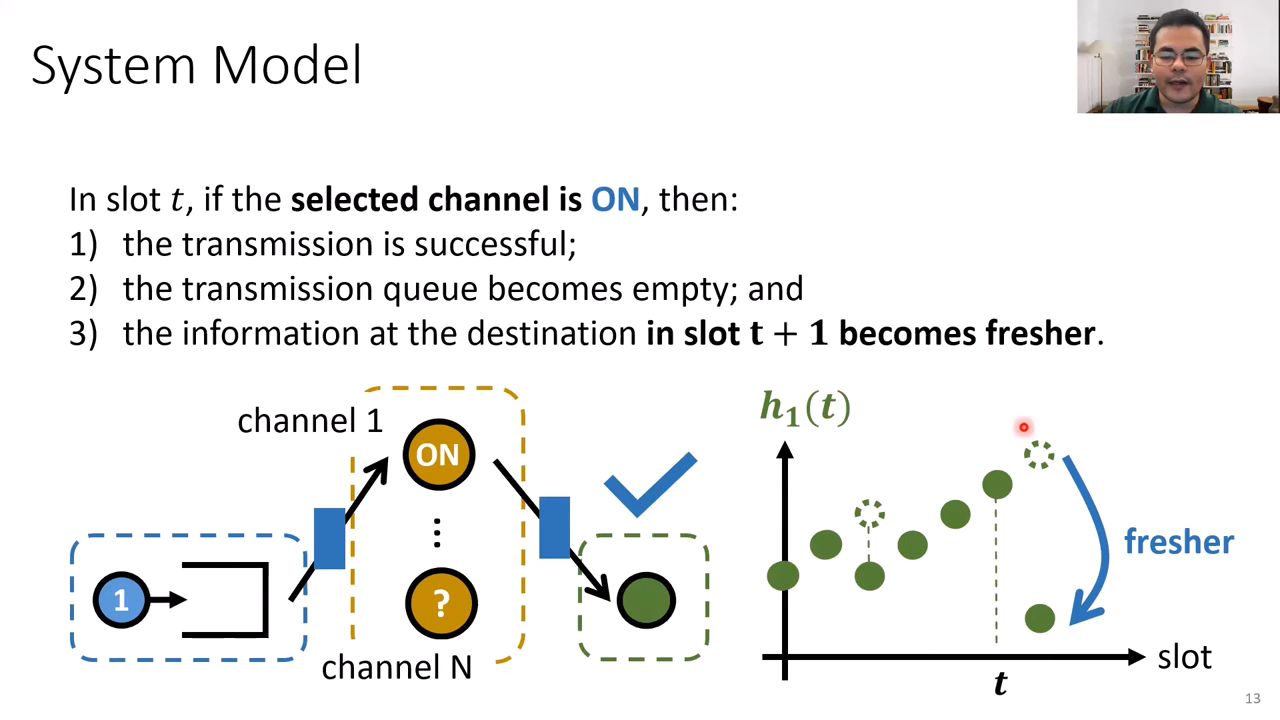 System Model
In slot t, if the selected channel is ON, then:
1) the transmission is successful;
2) the transmission queue becomes empty; and
3) the information at the destination in slot t + 1 becomes fresher.
channel 1
ON
1
?
channel N
h₁(t)
fresher
slot
t
13